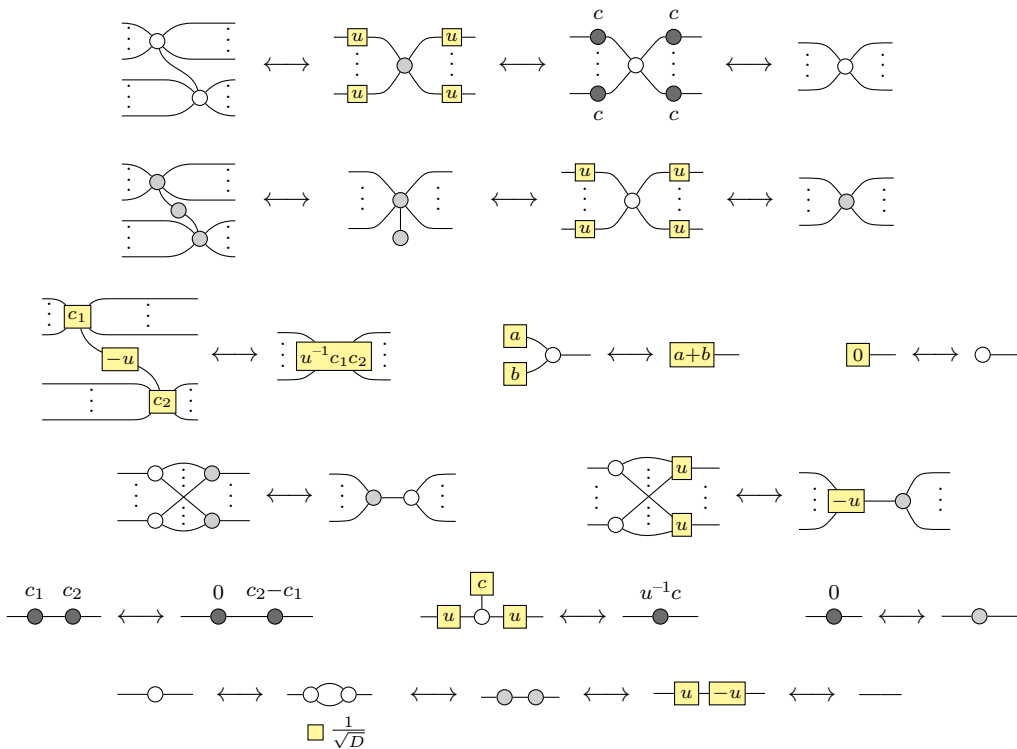 c c
u u
u u
c c
u u
u u
c₁
−u
c₂
u⁻¹c₁c₂
a
b
a+b
0
u
u
−u
c₁ c₂ 0 c₂−c₁
c
u u
u⁻¹c
0
u −u
1/√D